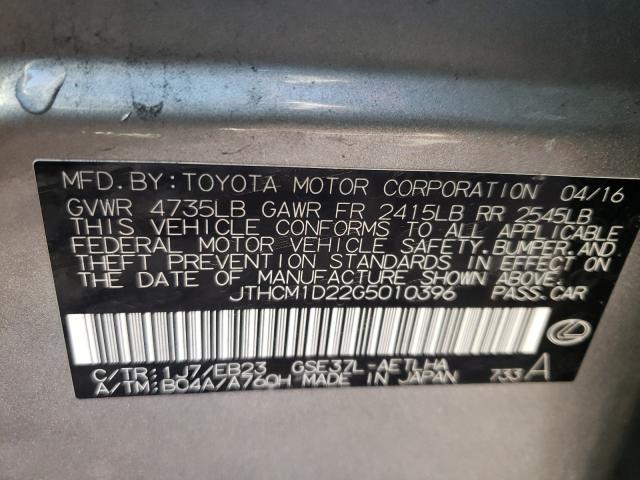 MFD. BY: TOYOTA MOTOR CORPORATION 04/16
GVWR 4735LB GAWR FR 2415LB RR 2545LB
THIS VEHICLE CONFORMS TO ALL APPLICABLE
FEDERAL MOTOR VEHICLE SAFETY, BUMPER, AND
THEFT PREVENTION STANDARDS IN EFFECT ON
THE DATE OF MANUFACTURE SHOWN ABOVE.
JTHCM1D22G5010396 PASS. CAR
C/TR: 1J7/EB23 GSE37L-AETLHA
A/TM: B04A/A760H MADE IN JAPAN 733 A